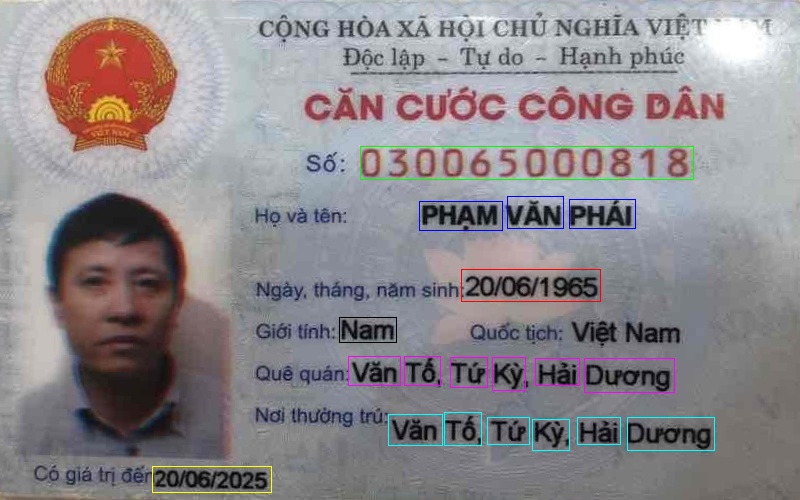 CỘNG HÒA XÃ HỘI CHỦ NGHĨA VIỆT NAM
Độc lập - Tự do - Hạnh phúc
CĂN CƯỚC CÔNG DÂN
Số: 030065000818
Họ và tên: PHẠM VĂN PHÁI
Ngày, tháng, năm sinh: 20/06/1965
Giới tính: Nam Quốc tịch: Việt Nam
Quê quán: Văn Tố, Tứ Kỳ, Hải Dương
Nơi thường trú: Văn Tố, Tứ Kỳ, Hải Dương
Có giá trị đến 20/06/2025
VIỆT NAM